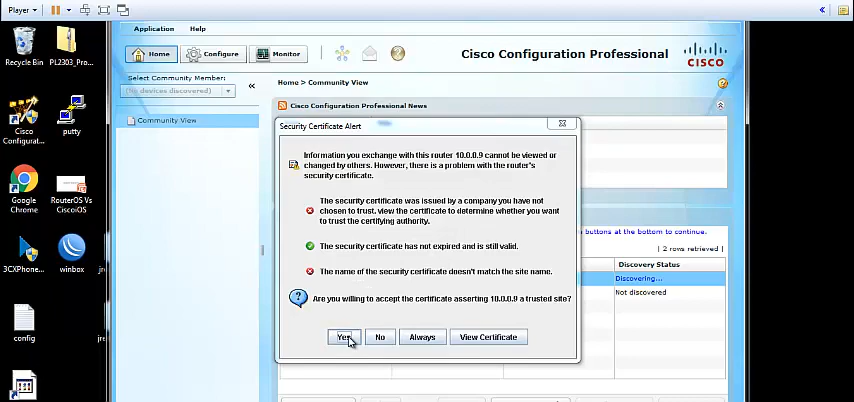 Player
Application Help
Home Configure Monitor
Cisco Configuration Professional
CISCO
Select Community Member:
(No devices discovered)
«
Community View
Home > Community View
Cisco Configuration Professional News
Security Certificate Alert
Information you exchange with this router 10.0.0.9 cannot be viewed or
changed by others. However, there is a problem with the router's
security certificate.
The security certificate was issued by a company you have not
chosen to trust. view the certificate to determine whether you want
to trust the certifying authority.
The security certificate has not expired and is still valid.
The name of the security certificate doesn't match the site name.
Are you willing to accept the certificate asserting 10.0.0.9 a trusted site?
Yes No Always View Certificate
buttons at the bottom to continue.
| 2 rows retrieved |
Discovery Status
Discovering...
Not discovered
Recycle Bin
PL2303_Pro...
Cisco
Configurat...
putty
Google
Chrome
RouterOS Vs
CiscoiOS
3CXPhone...
winbox
jre
config
jr